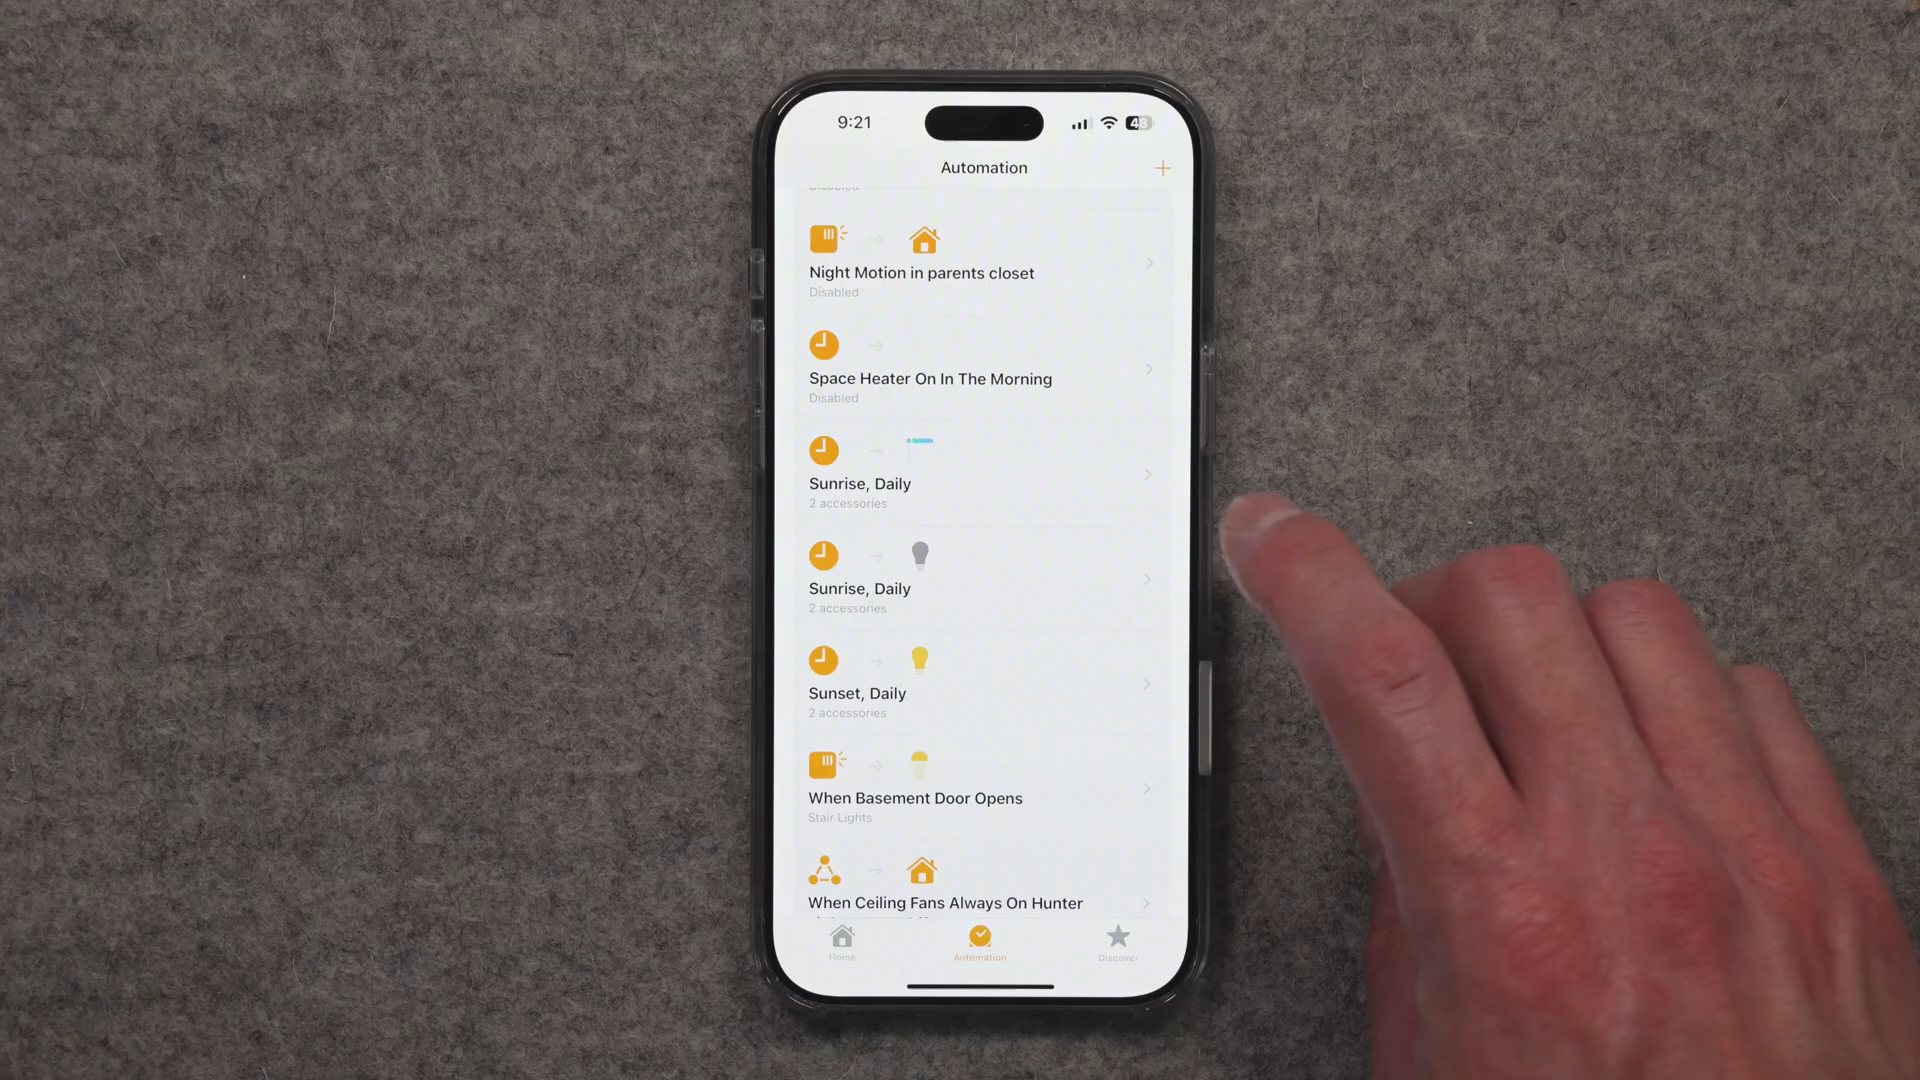 9:21
48
Automation
Disabled
Night Motion in parents closet
Disabled
Space Heater On In The Morning
Disabled
Sunrise, Daily
2 accessories
Sunrise, Daily
2 accessories
Sunset, Daily
2 accessories
When Basement Door Opens
Stair Lights
When Ceiling Fans Always On Hunter
Home
Automation
Discover